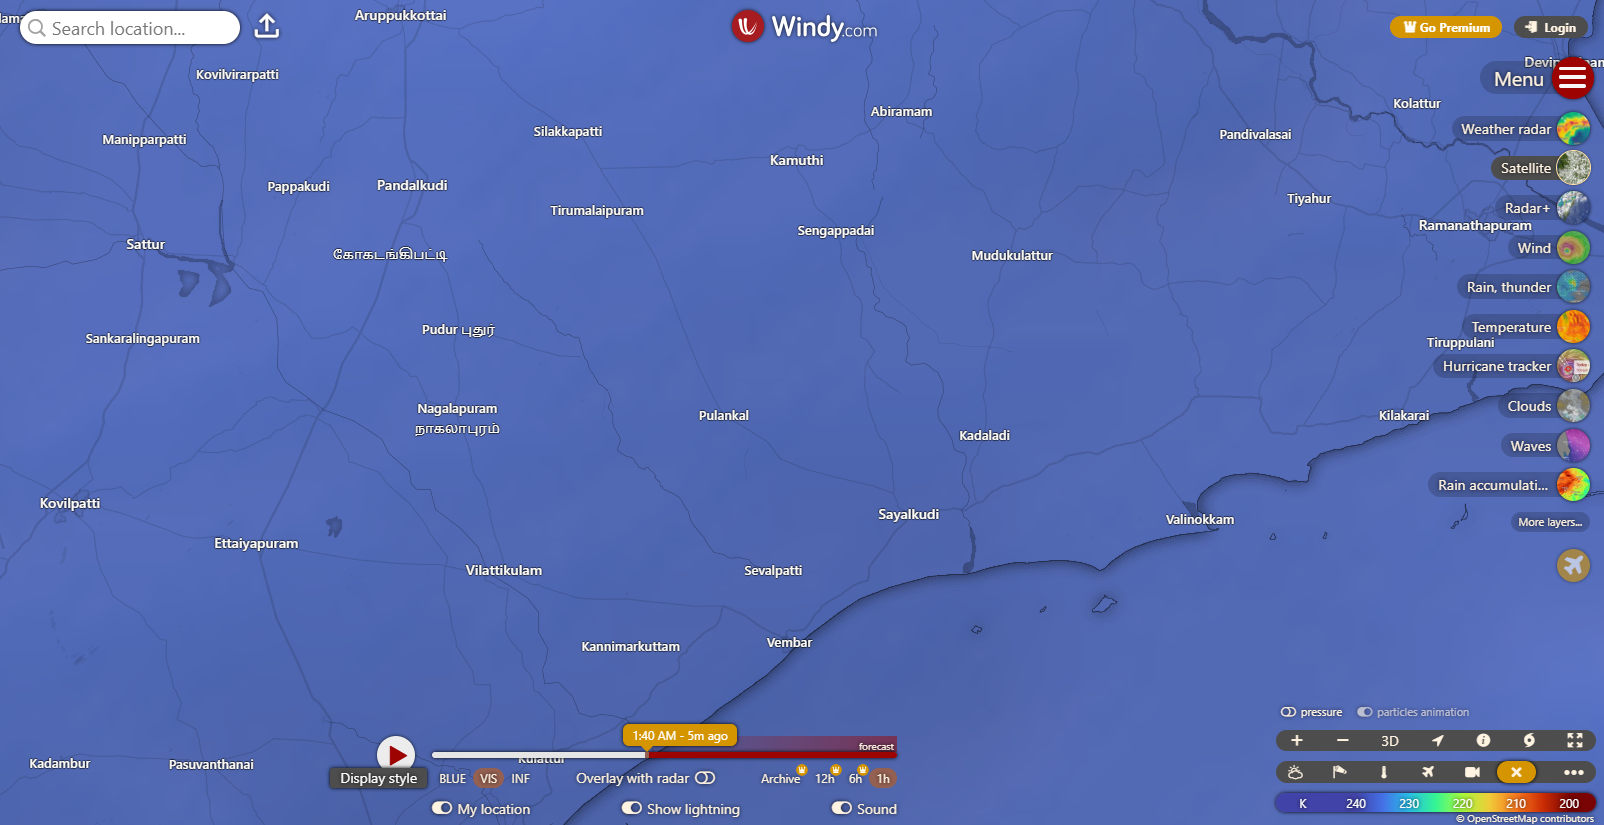 Search location...
Windy.com
Go Premium
Login
Menu
Weather radar
Satellite
Radar+
Wind
Rain, thunder
Temperature
Hurricane tracker
Clouds
Waves
Rain accumulati...
More layers...
Aruppukkottai
Kovilvirarpatti
Abiramam
Kolattur
Silakkapatti
Pandivalasai
Manipparpatti
Kamuthi
Pappakudi
Pandalkudi
Tiyahur
Tirumalaipuram
Ramanathapuram
Sengappadai
Sattur
கோகடங்கிபட்டி
Mudukulattur
Pudur புதூர்
Sankaralingapuram
Tiruppulani
Nagalapuram
நாகலாபுரம்
Pulankal
Kilakarai
Kadaladi
Kovilpatti
Sayalkudi
Valinokkam
Ettaiyapuram
Vilattikulam
Sevalpatti
Vembar
Kannimarkuttam
Kadambur
Pasuvanthanai
Kulattur
1:40 AM - 5m ago
forecast
Display style
BLUE VIS INF
Overlay with radar
Archive 12h 6h 1h
My location
Show lightning
Sound
pressure
particles animation
3D
K 240 230 220 210 200
© OpenStreetMap contributors